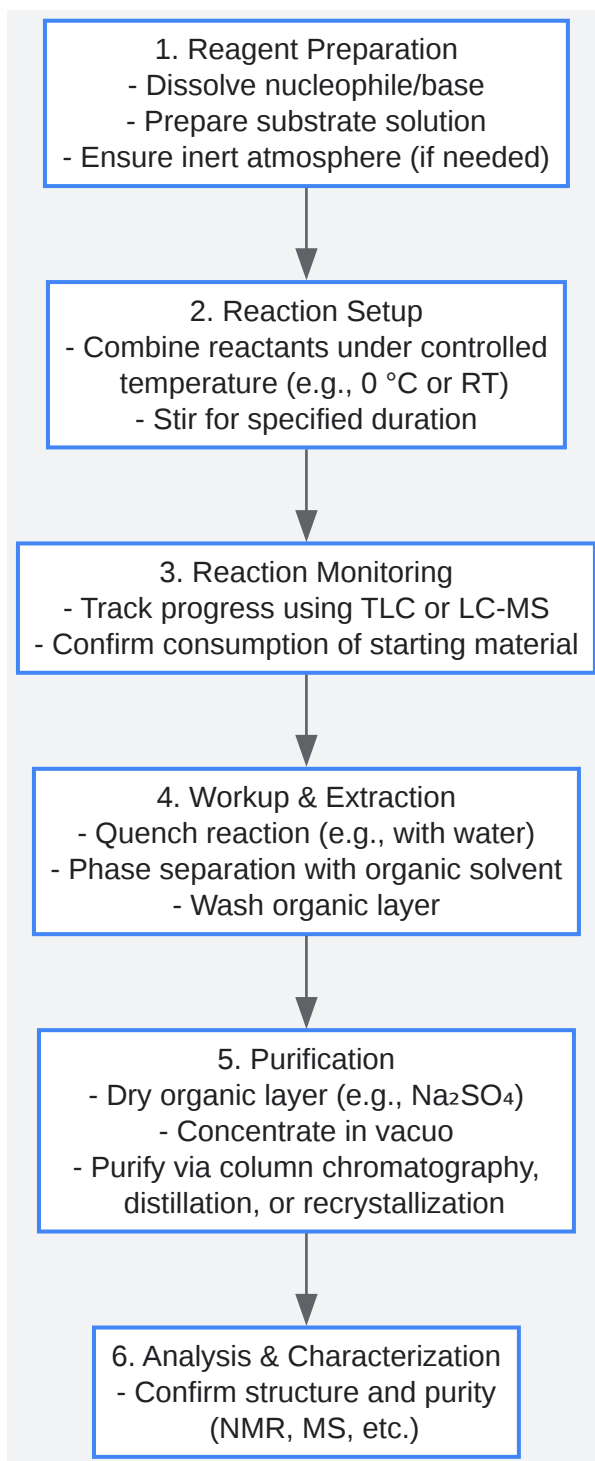 1. Reagent Preparation
- Dissolve nucleophile/base
- Prepare substrate solution
- Ensure inert atmosphere (if needed)
2. Reaction Setup
- Combine reactants under controlled
temperature (e.g., 0 °C or RT)
- Stir for specified duration
3. Reaction Monitoring
- Track progress using TLC or LC-MS
- Confirm consumption of starting material
4. Workup & Extraction
- Quench reaction (e.g., with water)
- Phase separation with organic solvent
- Wash organic layer
5. Purification
- Dry organic layer (e.g., Na₂SO₄)
- Concentrate in vacuo
- Purify via column chromatography,
distillation, or recrystallization
6. Analysis & Characterization
- Confirm structure and purity
(NMR, MS, etc.)